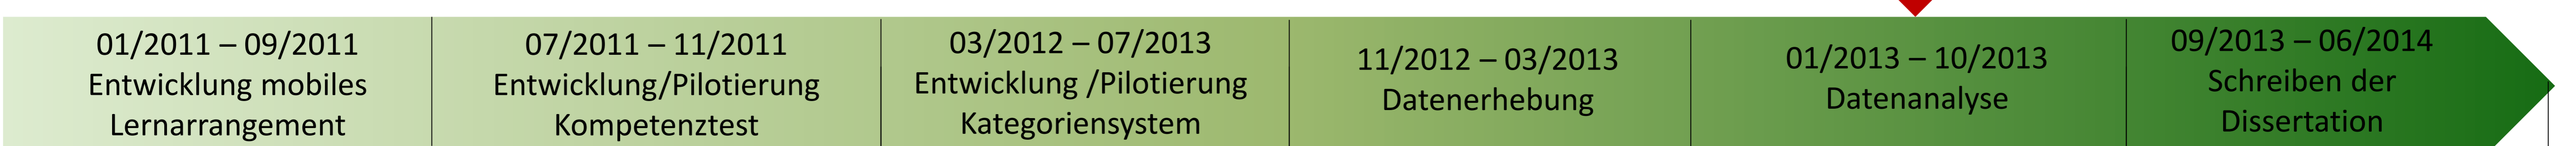 01/2011 – 09/2011
Entwicklung mobiles
Lernarrangement
07/2011 – 11/2011
Entwicklung/Pilotierung
Kompetenztest
03/2012 – 07/2013
Entwicklung /Pilotierung
Kategoriensystem
11/2012 – 03/2013
Datenerhebung
01/2013 – 10/2013
Datenanalyse
09/2013 – 06/2014
Schreiben der
Dissertation